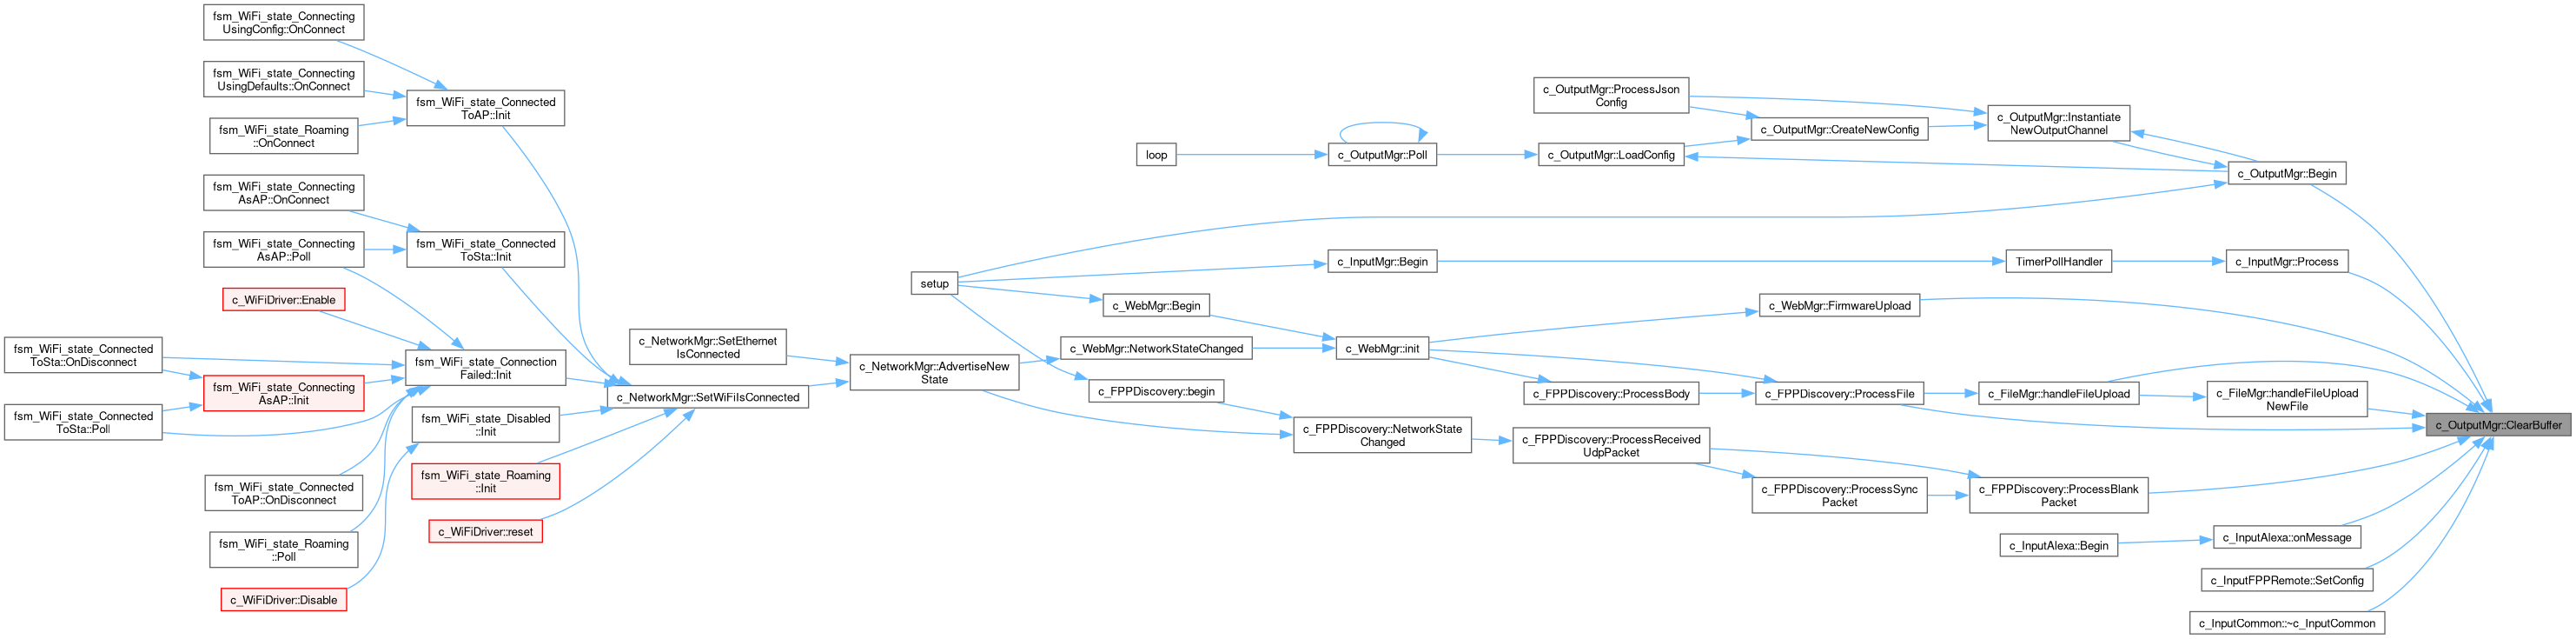 fsm_WiFi_state_Connecting
UsingConfig::OnConnect
fsm_WiFi_state_Connecting
UsingDefaults::OnConnect
fsm_WiFi_state_Roaming
::OnConnect
fsm_WiFi_state_Connecting
AsAP::OnConnect
fsm_WiFi_state_Connecting
AsAP::Poll
c_WiFiDriver::Enable
fsm_WiFi_state_Connected
ToSta::OnDisconnect
fsm_WiFi_state_Connecting
AsAP::Init
fsm_WiFi_state_Connected
ToSta::Poll
fsm_WiFi_state_Connected
ToAP::OnDisconnect
fsm_WiFi_state_Roaming
::Poll
c_WiFiDriver::Disable
fsm_WiFi_state_Connected
ToAP::Init
fsm_WiFi_state_Connected
ToSta::Init
fsm_WiFi_state_Connection
Failed::Init
fsm_WiFi_state_Disabled
::Init
fsm_WiFi_state_Roaming
::Init
c_WiFiDriver::reset
c_NetworkMgr::SetEthernet
IsConnected
c_NetworkMgr::SetWiFiIsConnected
c_NetworkMgr::AdvertiseNew
State
setup
loop
c_WebMgr::Begin
c_WebMgr::NetworkStateChanged
c_FPPDiscovery::begin
c_OutputMgr::Poll
c_InputMgr::Begin
c_WebMgr::init
c_FPPDiscovery::NetworkState
Changed
c_OutputMgr::ProcessJson
Config
c_OutputMgr::LoadConfig
c_FPPDiscovery::ProcessBody
c_FPPDiscovery::ProcessReceived
UdpPacket
c_OutputMgr::CreateNewConfig
c_WebMgr::FirmwareUpload
c_FPPDiscovery::ProcessFile
c_FPPDiscovery::ProcessSync
Packet
c_OutputMgr::Instantiate
NewOutputChannel
TimerPollHandler
c_FileMgr::handleFileUpload
c_FPPDiscovery::ProcessBlank
Packet
c_InputAlexa::Begin
c_OutputMgr::Begin
c_InputMgr::Process
c_FileMgr::handleFileUpload
NewFile
c_InputAlexa::onMessage
c_InputFPPRemote::SetConfig
c_InputCommon::~c_InputCommon
c_OutputMgr::ClearBuffer